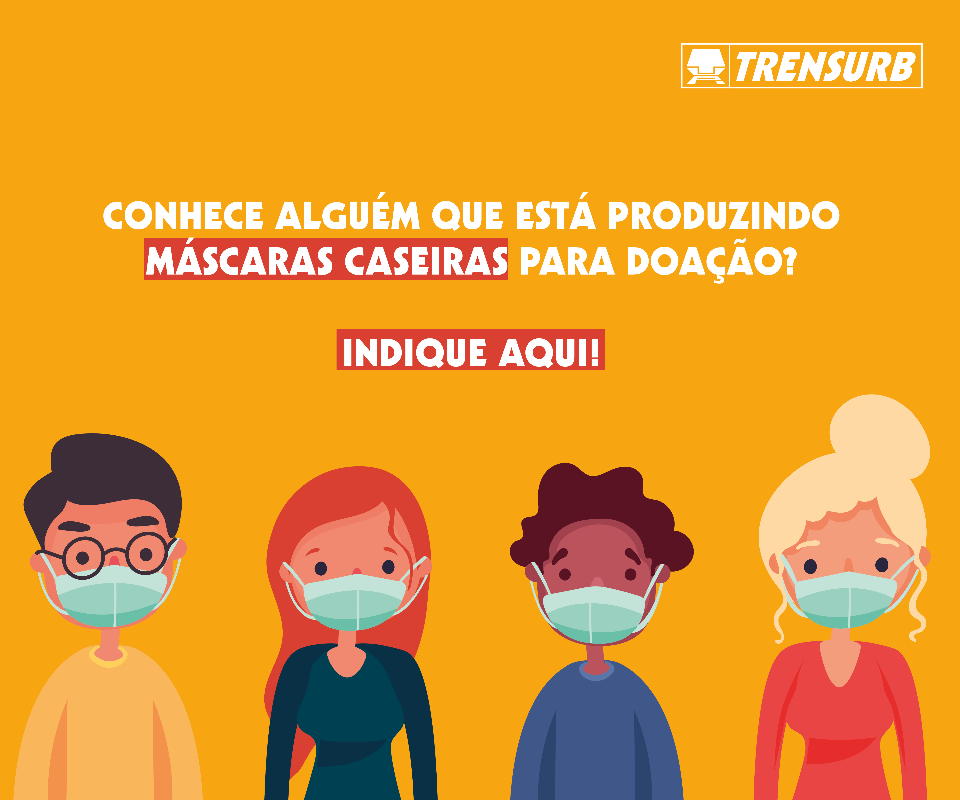 TRENSURB
CONHECE ALGUÉM QUE ESTÁ PRODUZINDO
MÁSCARAS CASEIRAS PARA DOAÇÃO?
INDIQUE AQUI!